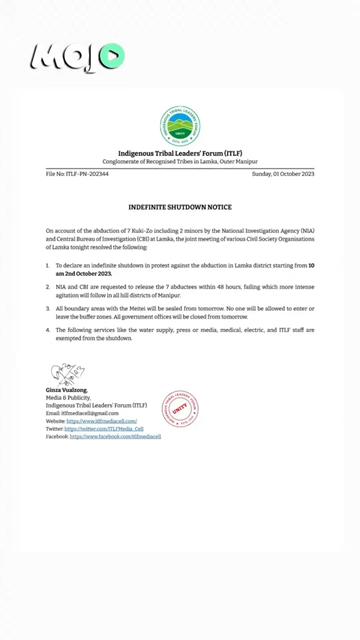 MOJO
INDIGENOUS TRIBAL LEADERS' FORUM
UNITY
Indigenous Tribal Leaders' Forum (ITLF)
Conglomerate of Recognised Tribes in Lamka, Outer Manipur
File No: ITLF-PN-202344
Sunday, 01 October 2023
INDEFINITE SHUTDOWN NOTICE
On account of the abduction of 7 Kuki-Zo including 2 minors by the National Investigation Agency (NIA)
and Central Bureau of Investigation (CBI) at Lamka, the joint meeting of various Civil Society Organisations
of Lamka tonight resolved the following:
1. To declare an indefinite shutdown in protest against the abduction in Lamka district starting from 10
am 2nd October 2023.
2. NIA and CBI are requested to release the 7 abductees within 48 hours, failing which more intense
agitation will follow in all hill districts of Manipur.
3. All boundary areas with the Meitei will be sealed from tomorrow. No one will be allowed to enter or
leave the buffer zones. All government offices will be closed from tomorrow.
4. The following services like the water supply, press or media, medical, electric, and ITLF staff are
exempted from the shutdown.
Ginza Vualzong,
Media & Publicity,
Indigenous Tribal Leaders' Forum (ITLF)
Email: itlfmediacell@gmail.com
Website: https://www.itlfmediacell.com/
Twitter: https://twitter.com/ITLFMedia_Cell
Facebook: https://www.facebook.com/itlfmediacell
UNITY